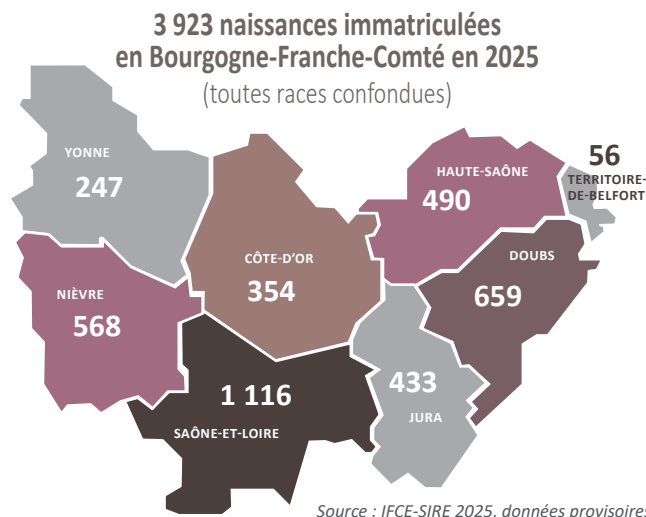 3 923 naissances immatriculées
en Bourgogne-Franche-Comté en 2025
(toutes races confondues)
YONNE
247
HAUTE-SAÔNE
490
56
TERRITOIRE-
DE-BELFORT
CÔTE-D'OR
354
DOUBS
659
NIÈVRE
568
1 116
SAÔNE-ET-LOIRE
433
JURA
Source : IFCE-SIRE 2025, données provisoires